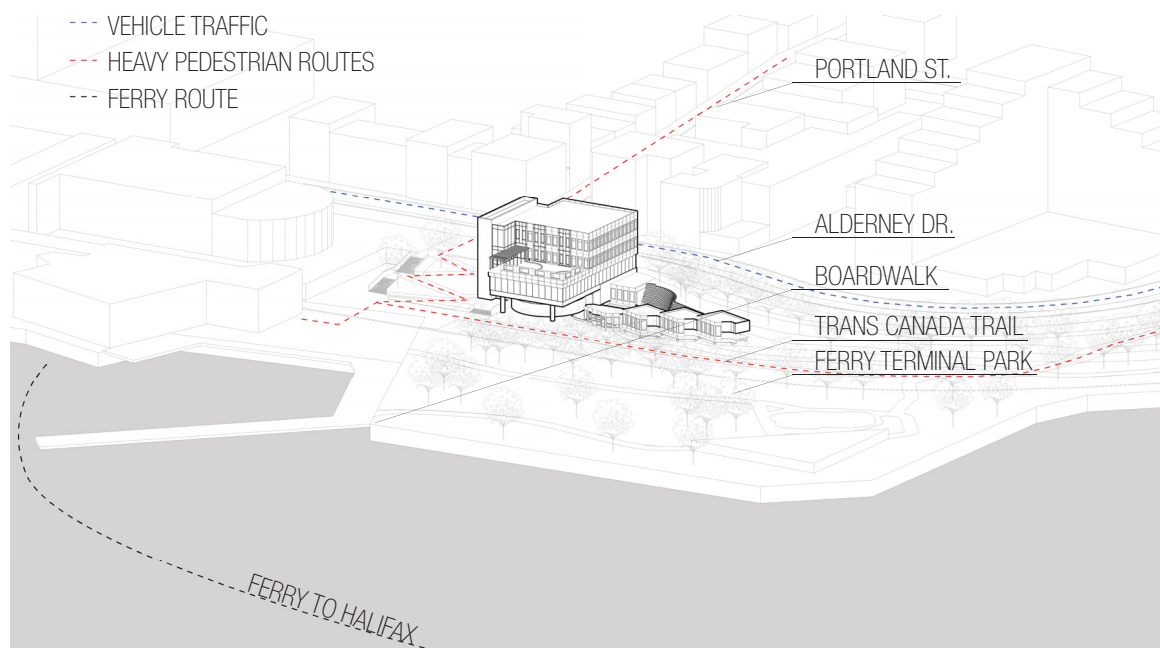 VEHICLE TRAFFIC
HEAVY PEDESTRIAN ROUTES
FERRY ROUTE
PORTLAND ST.
ALDERNEY DR.
BOARDWALK
TRANS CANADA TRAIL
FERRY TERMINAL PARK
FERRY TO HALIFAX